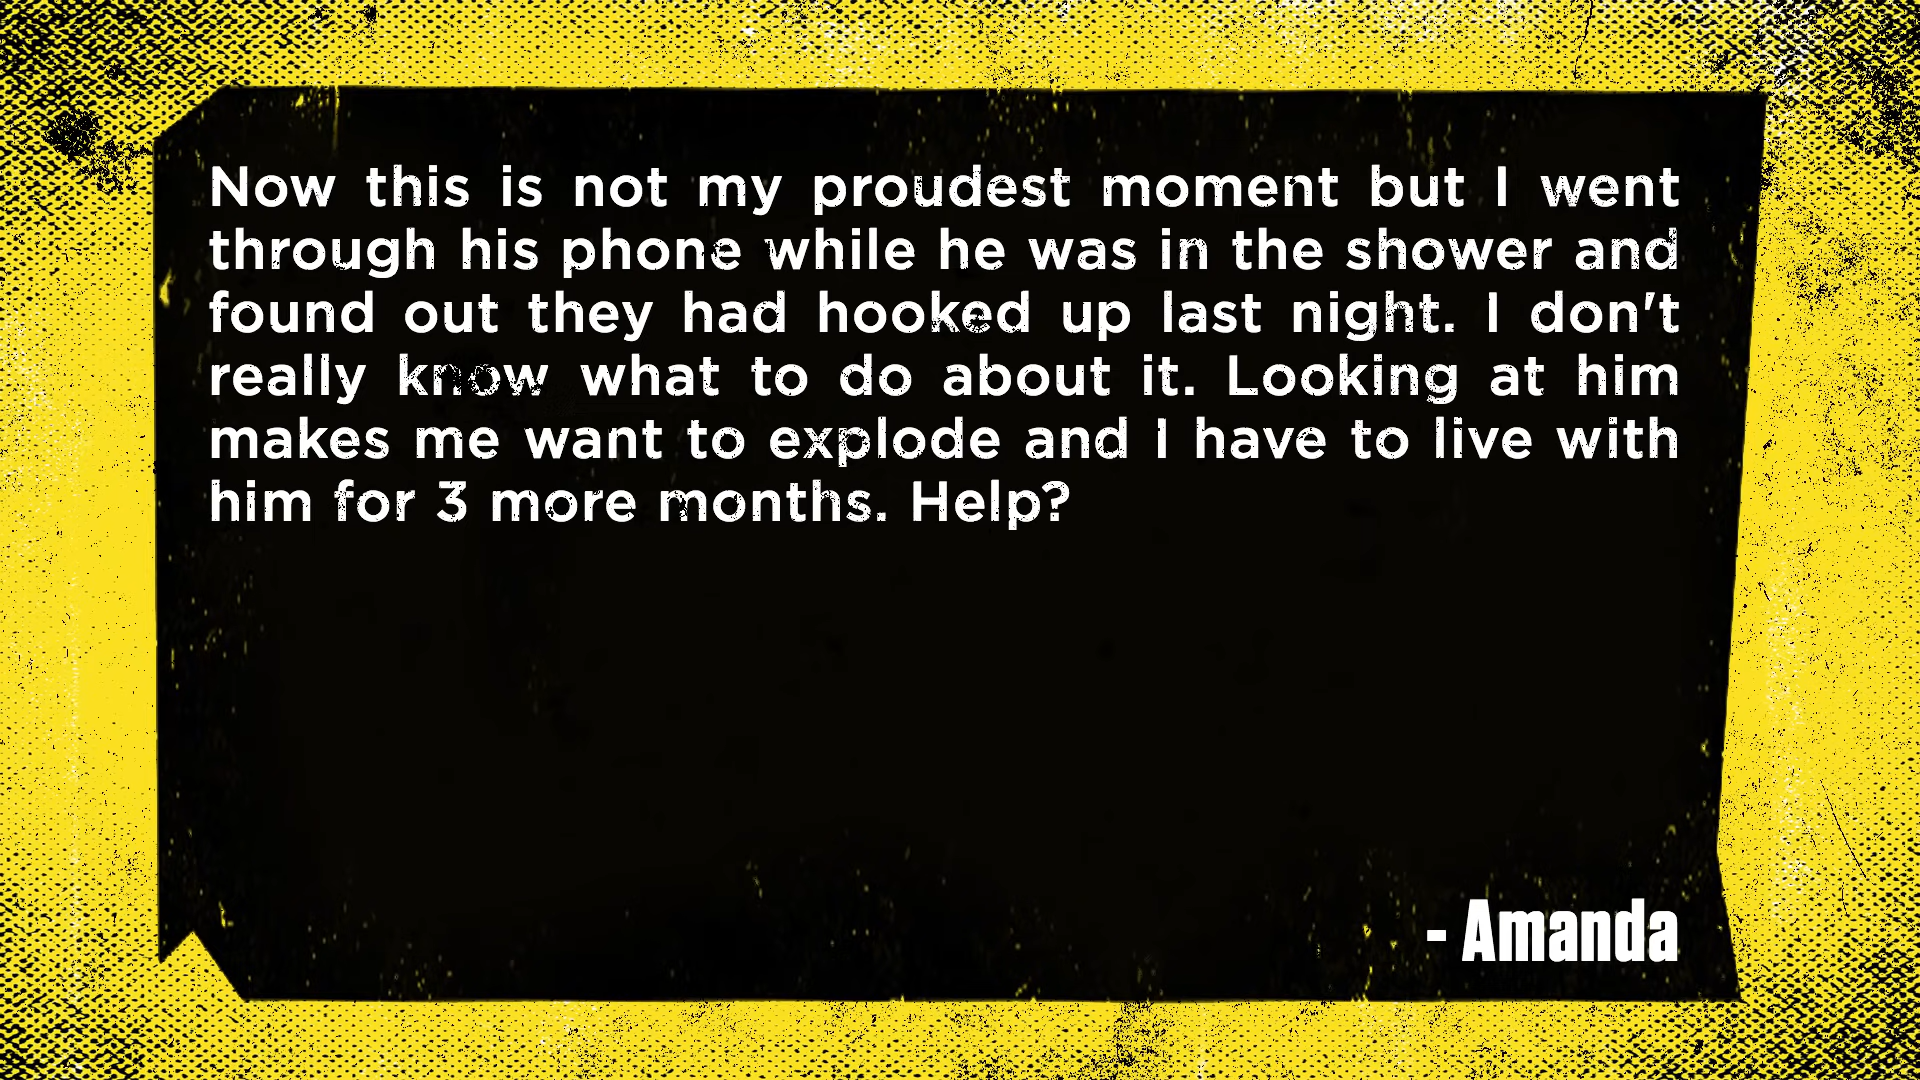 Now this is not my proudest moment but I went
through his phone while he was in the shower and
found out they had hooked up last night. I don't
really know what to do about it. Looking at him
makes me want to explode and I have to live with
him for 3 more months. Help?
- Amanda